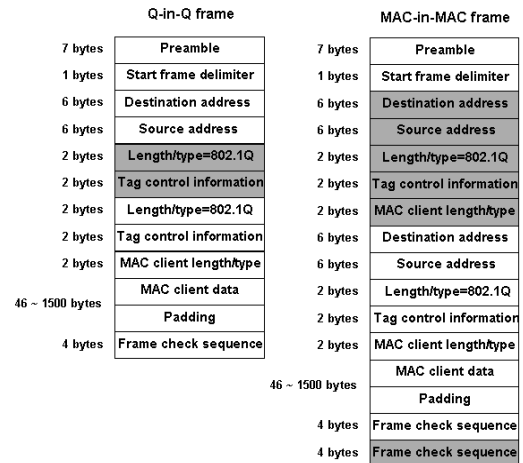 Q-in-Q frame
7 bytes Preamble
1 bytes Start frame delimiter
6 bytes Destination address
6 bytes Source address
2 bytes Length/type=802.1Q
2 bytes Tag control information
2 bytes Length/type=802.1Q
2 bytes Tag control information
2 bytes MAC client length/type
MAC client data
46 ~ 1500 bytes
Padding
4 bytes Frame check sequence
MAC-in-MAC frame
7 bytes Preamble
1 bytes Start frame delimiter
6 bytes Destination address
6 bytes Source address
2 bytes Length/type=802.1Q
2 bytes Tag control information
2 bytes MAC client length/type
6 bytes Destination address
6 bytes Source address
2 bytes Length/type=802.1Q
2 bytes Tag control information
2 bytes MAC client length/type
MAC client data
46 ~ 1500 bytes
Padding
4 bytes Frame check sequence
4 bytes Frame check sequence